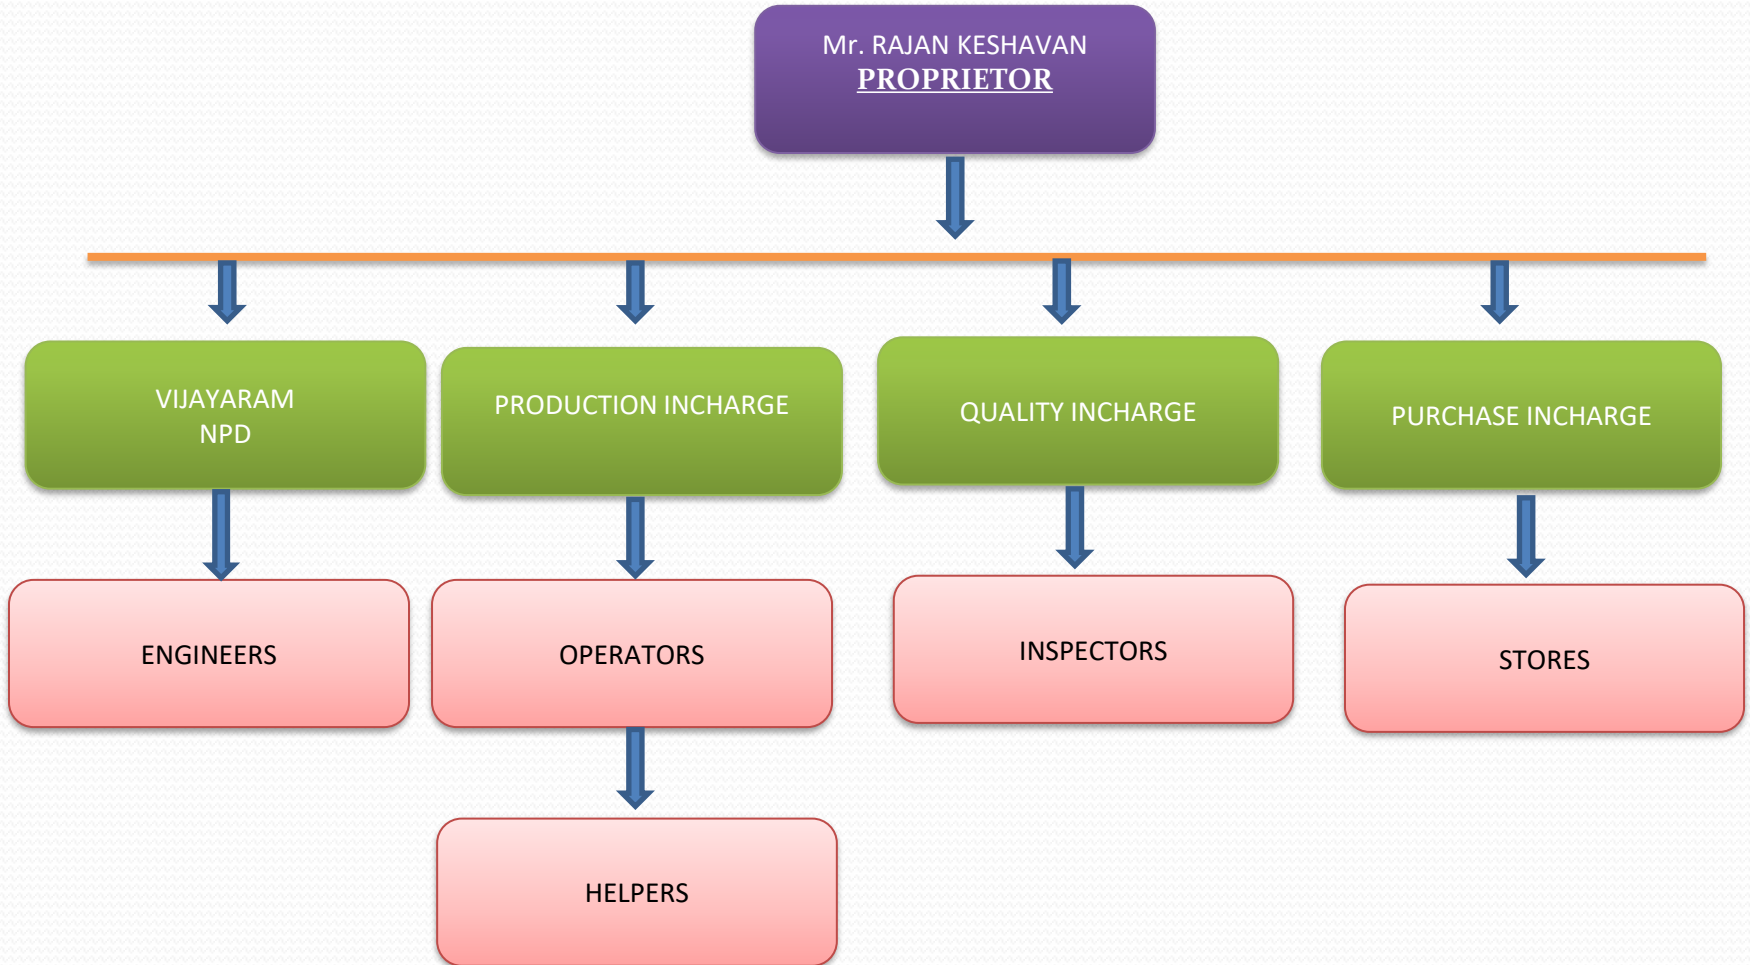 Mr. RAJAN KESHAVAN
PROPRIETOR
VIJAYARAM
NPD
PRODUCTION INCHARGE
QUALITY INCHARGE
PURCHASE INCHARGE
ENGINEERS
OPERATORS
INSPECTORS
STORES
HELPERS